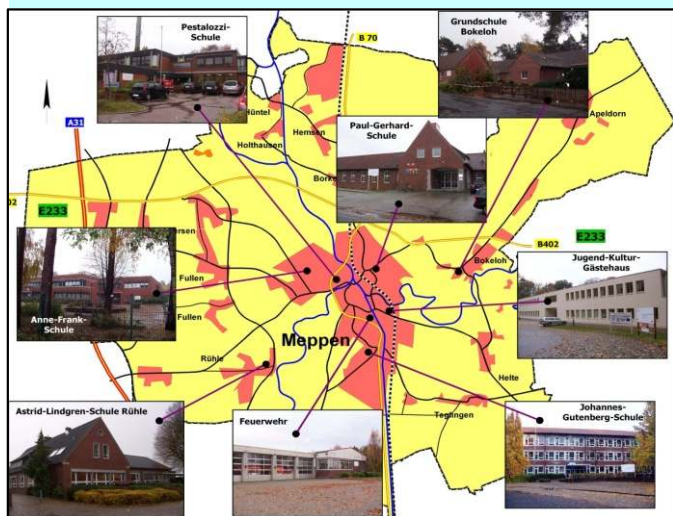 Pestalozzi-
Schule
Grundschule
Bokeloh
B 70
A31
Hüntel
Hemsen
Holthausen
Apeldorn
Paul-Gerhard-
Schule
E233
E233
B402
Bokeloh
Jugend-Kultur-
Gästehaus
Fullen
Fullen
Anne-Frank-
Schule
Meppen
Rühle
Helte
Teglingen
Astrid-Lindgren-Schule Rühle
Feuerwehr
Johannes-
Gutenberg-Schule